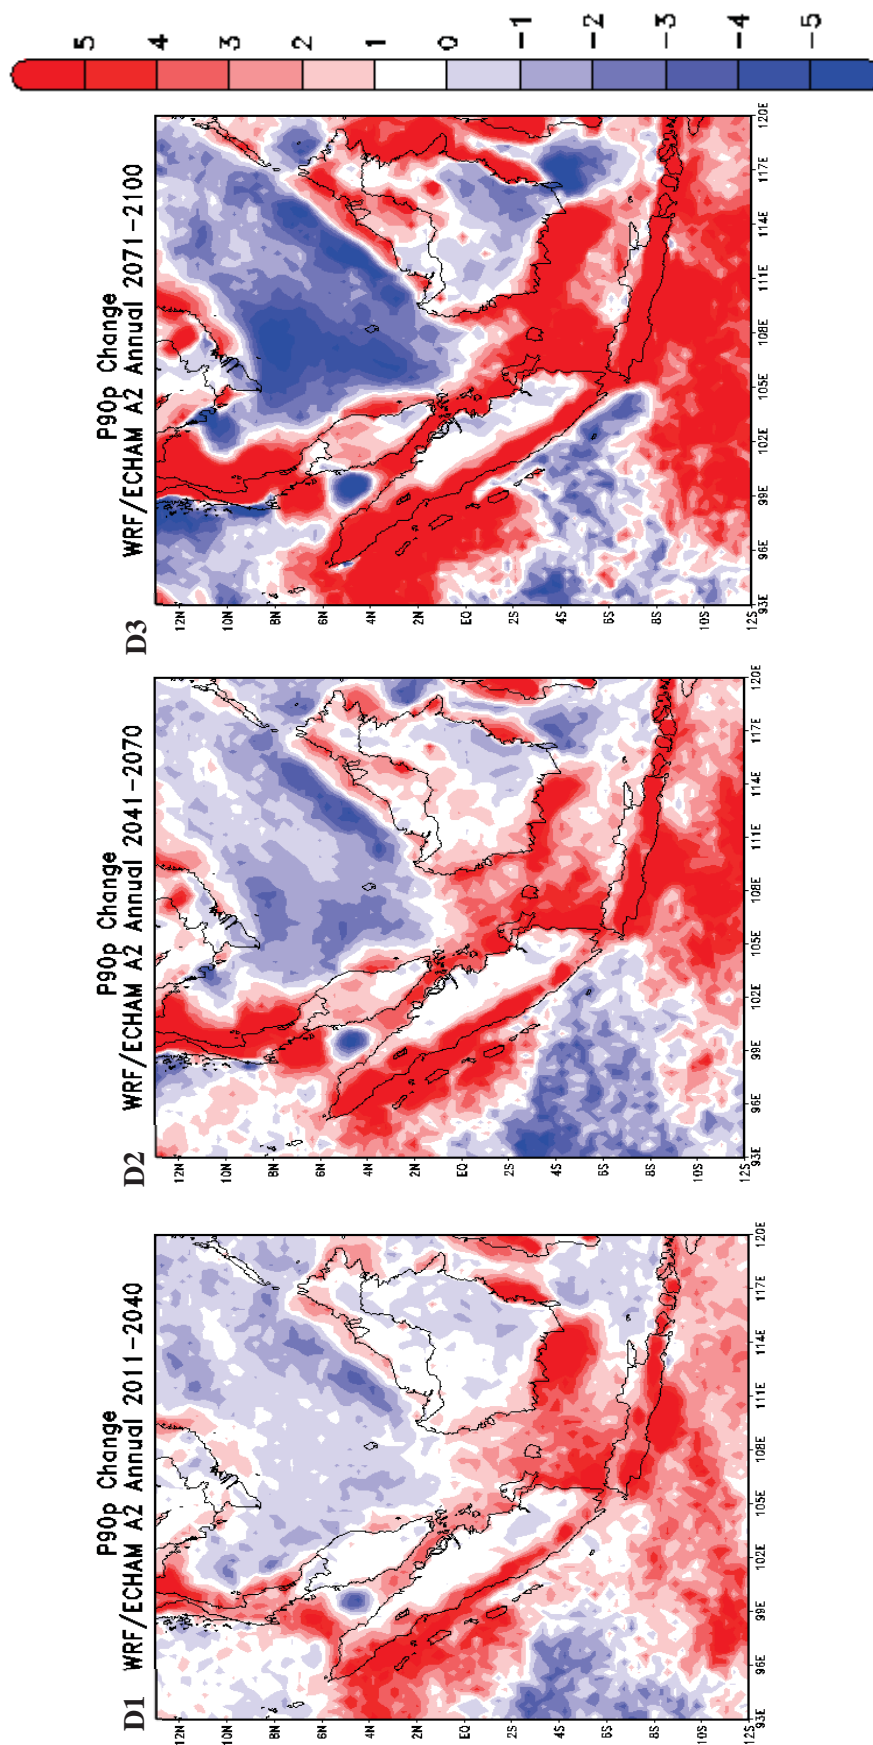 D1
P90p Change
WRF/ECHAM A2 Annual 2011-2040
12N
10N
8N
6N
4N
2N
EQ
2S
4S
6S
8S
10S
12S
93E
96E
99E
102E
105E
108E
111E
114E
117E
120E
D2
P90p Change
WRF/ECHAM A2 Annual 2041-2070
12N
10N
8N
6N
4N
2N
EQ
2S
4S
6S
8S
10S
12S
93E
96E
99E
102E
105E
108E
111E
114E
117E
120E
D3
P90p Change
WRF/ECHAM A2 Annual 2071-2100
12N
10N
8N
6N
4N
2N
EQ
2S
4S
6S
8S
10S
12S
93E
96E
99E
102E
105E
108E
111E
114E
117E
120E
5
4
3
2
1
0
-1
-2
-3
-4
-5